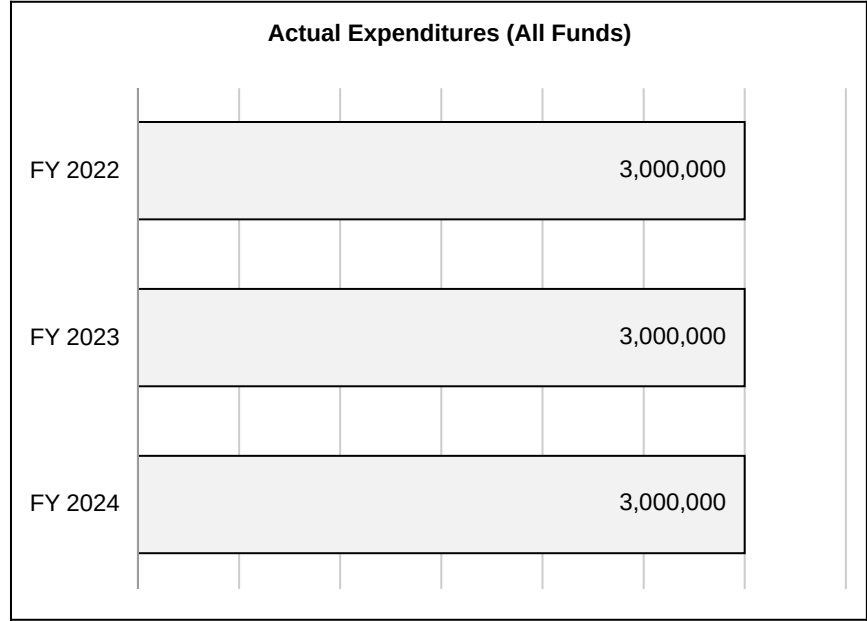 Actual Expenditures (All Funds)
FY 2022 3,000,000
FY 2023 3,000,000
FY 2024 3,000,000